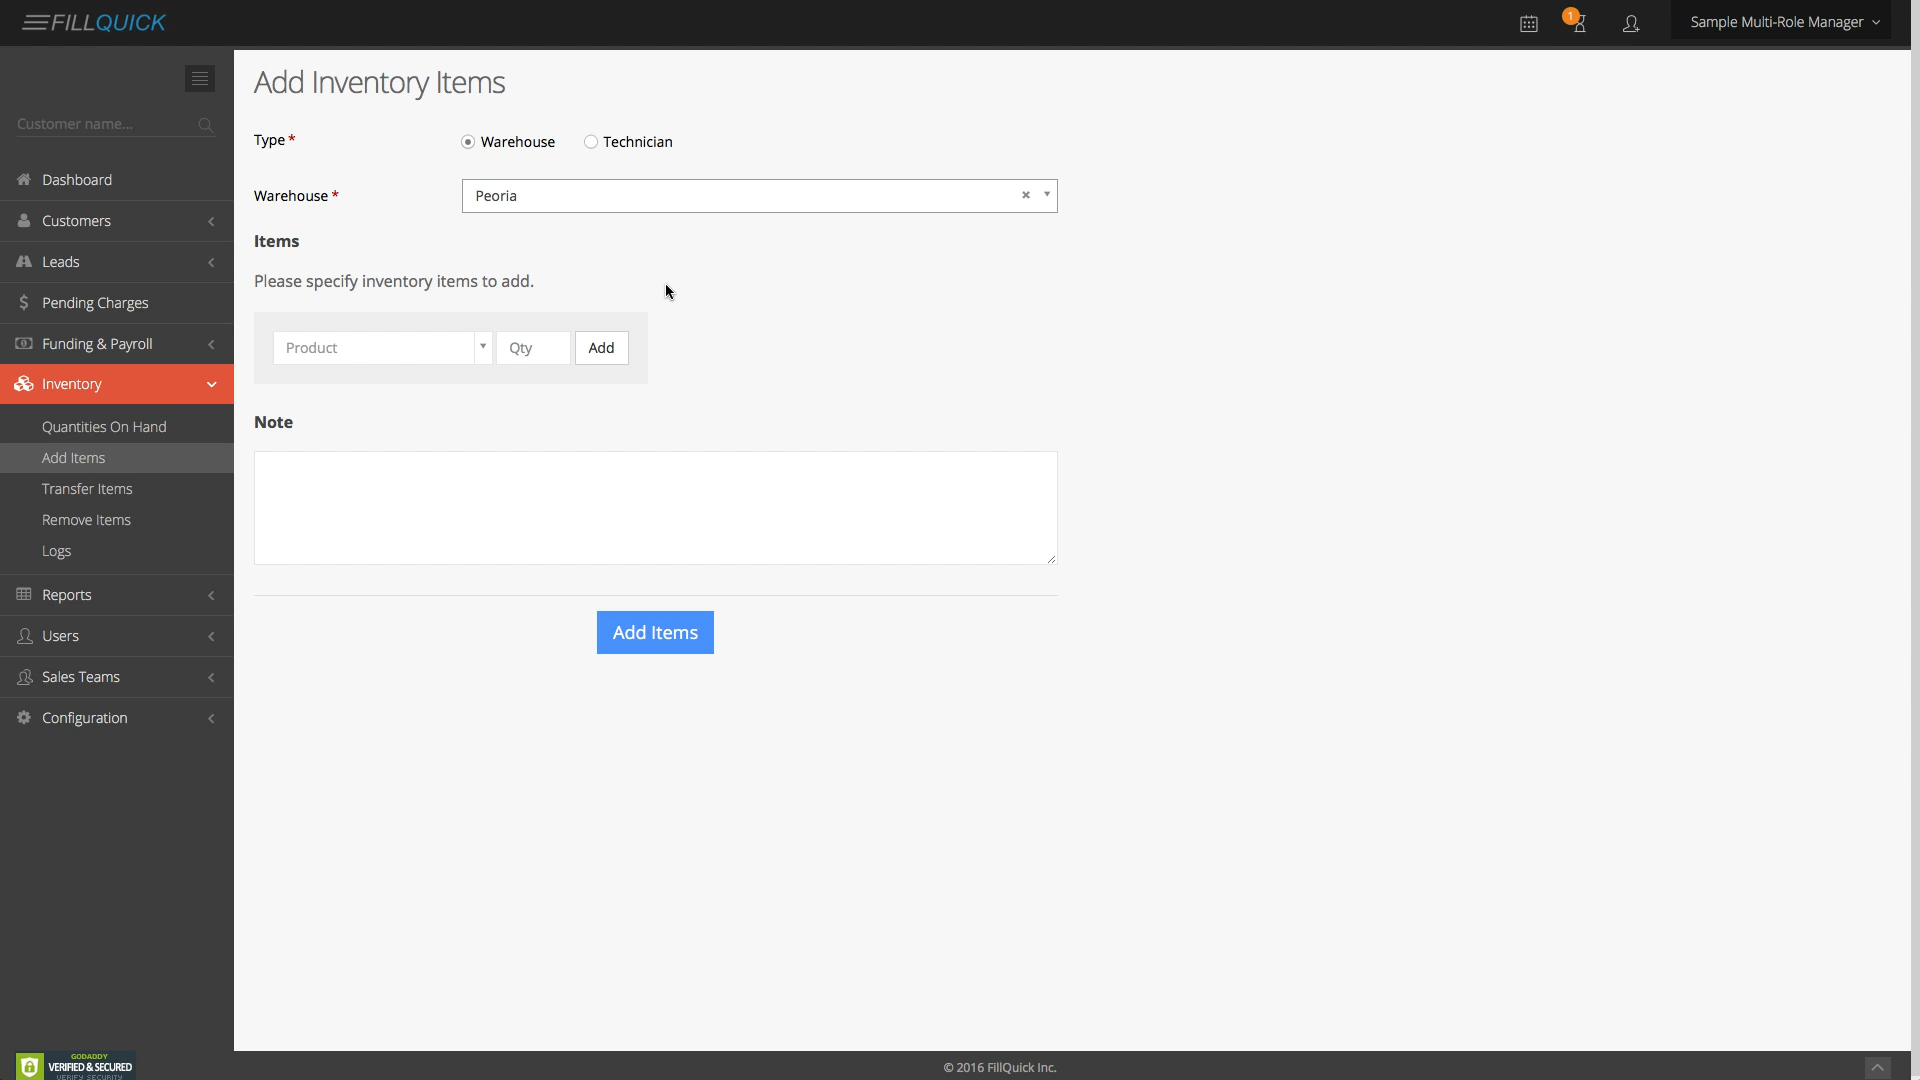 FILLQUICK
1
Sample Multi-Role Manager
Customer name...
Dashboard
Customers
Leads
Pending Charges
Funding & Payroll
Inventory
Quantities On Hand
Add Items
Transfer Items
Remove Items
Logs
Reports
Users
Sales Teams
Configuration
Add Inventory Items
Type * Warehouse Technician
Warehouse * Peoria
Items
Please specify inventory items to add.
Product Qty Add
Note
Add Items
GODADDY
VERIFIED & SECURED
VERIFY SECURITY
© 2016 FillQuick Inc.